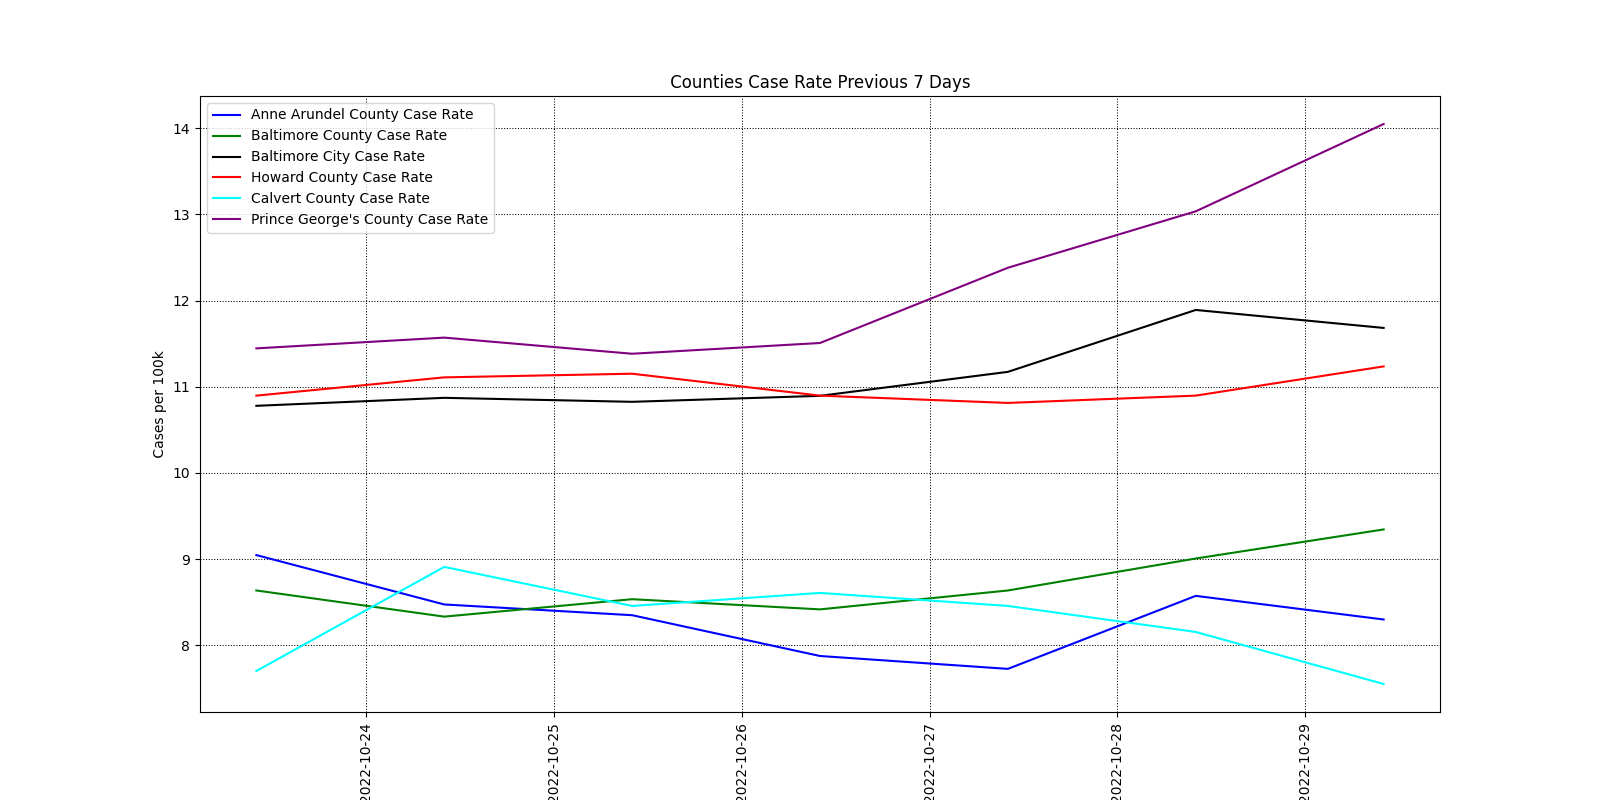 Counties Case Rate Previous 7 Days
Anne Arundel County Case Rate
Baltimore County Case Rate
Baltimore City Case Rate
Howard County Case Rate
Calvert County Case Rate
Prince George's County Case Rate
14
13
12
11
10
9
8
Cases per 100k
2022-10-24
2022-10-25
2022-10-26
2022-10-27
2022-10-28
2022-10-29